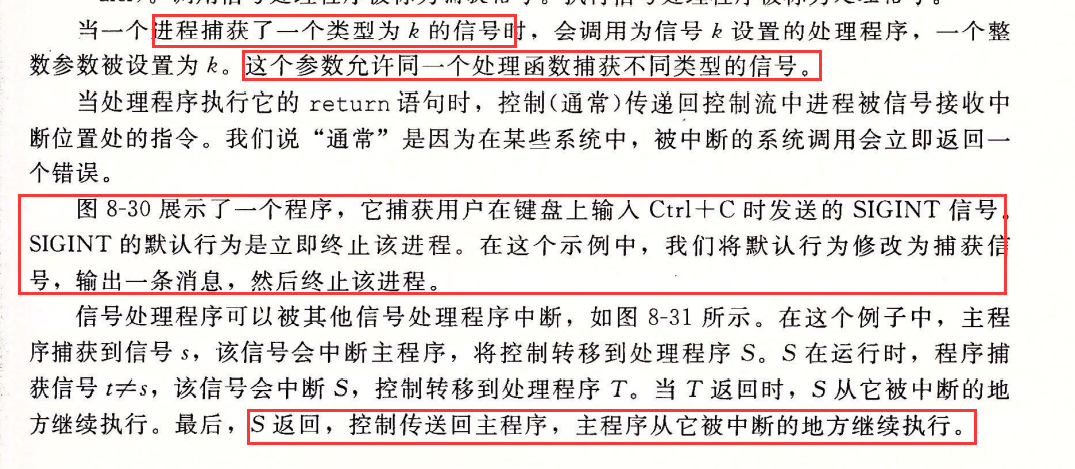 当一个进程捕获了一个类型为 k 的信号时，会调用为信号 k 设置的处理程序，一个整
数参数被设置为 k。这个参数允许同一个处理函数捕获不同类型的信号。
当处理程序执行它的 return 语句时，控制(通常)传递回控制流中进程被信号接收中
断位置处的指令。我们说“通常”是因为在某些系统中，被中断的系统调用会立即返回一
个错误。
图 8-30 展示了一个程序，它捕获用户在键盘上输入 Ctrl＋C 时发送的 SIGINT 信号。
SIGINT 的默认行为是立即终止该进程。在这个示例中，我们将默认行为修改为捕获信
号，输出一条消息，然后终止该进程。
信号处理程序可以被其他信号处理程序中断，如图 8-31 所示。在这个例子中，主程
序捕获到信号 s，该信号会中断主程序，将控制转移到处理程序 S。S 在运行时，程序捕
获信号 t≠s，该信号会中断 S，控制转移到处理程序 T。当 T 返回时，S 从它被中断的地
方继续执行。最后，S 返回，控制传送回主程序，主程序从它被中断的地方继续执行。